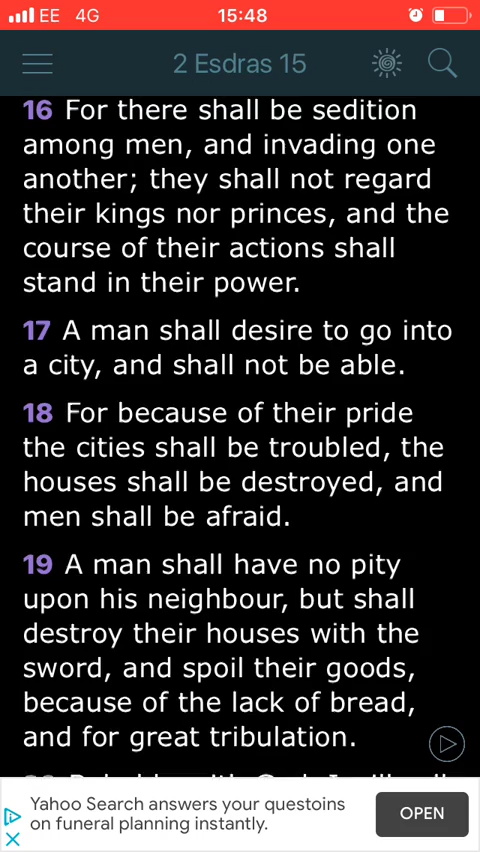 EE 4G 15:48
2 Esdras 15
16 For there shall be sedition
among men, and invading one
another; they shall not regard
their kings nor princes, and the
course of their actions shall
stand in their power.
17 A man shall desire to go into
a city, and shall not be able.
18 For because of their pride
the cities shall be troubled, the
houses shall be destroyed, and
men shall be afraid.
19 A man shall have no pity
upon his neighbour, but shall
destroy their houses with the
sword, and spoil their goods,
because of the lack of bread,
and for great tribulation.
Yahoo Search answers your questoins
on funeral planning instantly.
OPEN